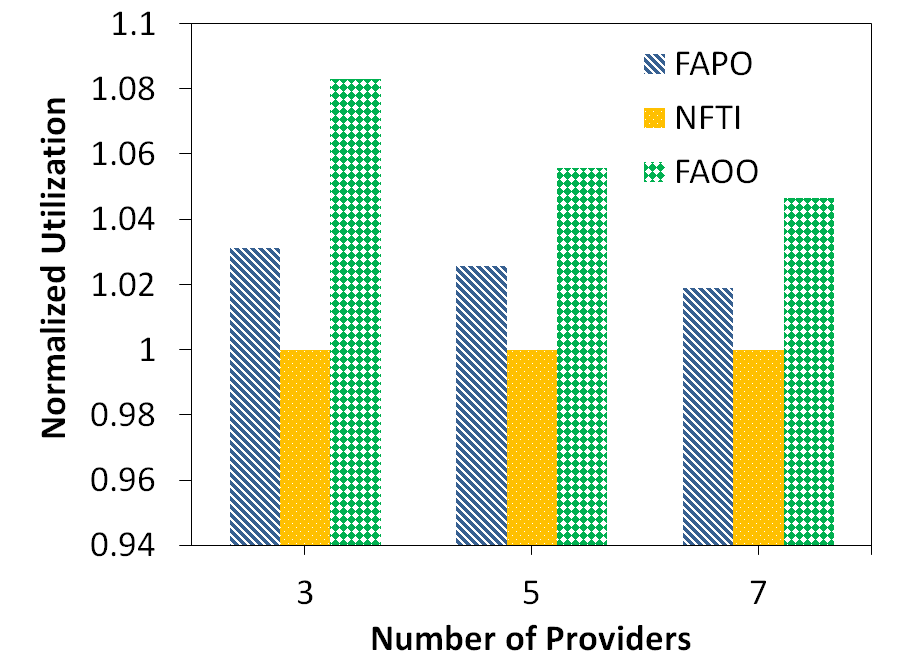 1.1
1.08
1.06
1.04
1.02
1
0.98
0.96
0.94
Normalized Utilization
FAPO
NFTI
FAOO
3 5 7
Number of Providers